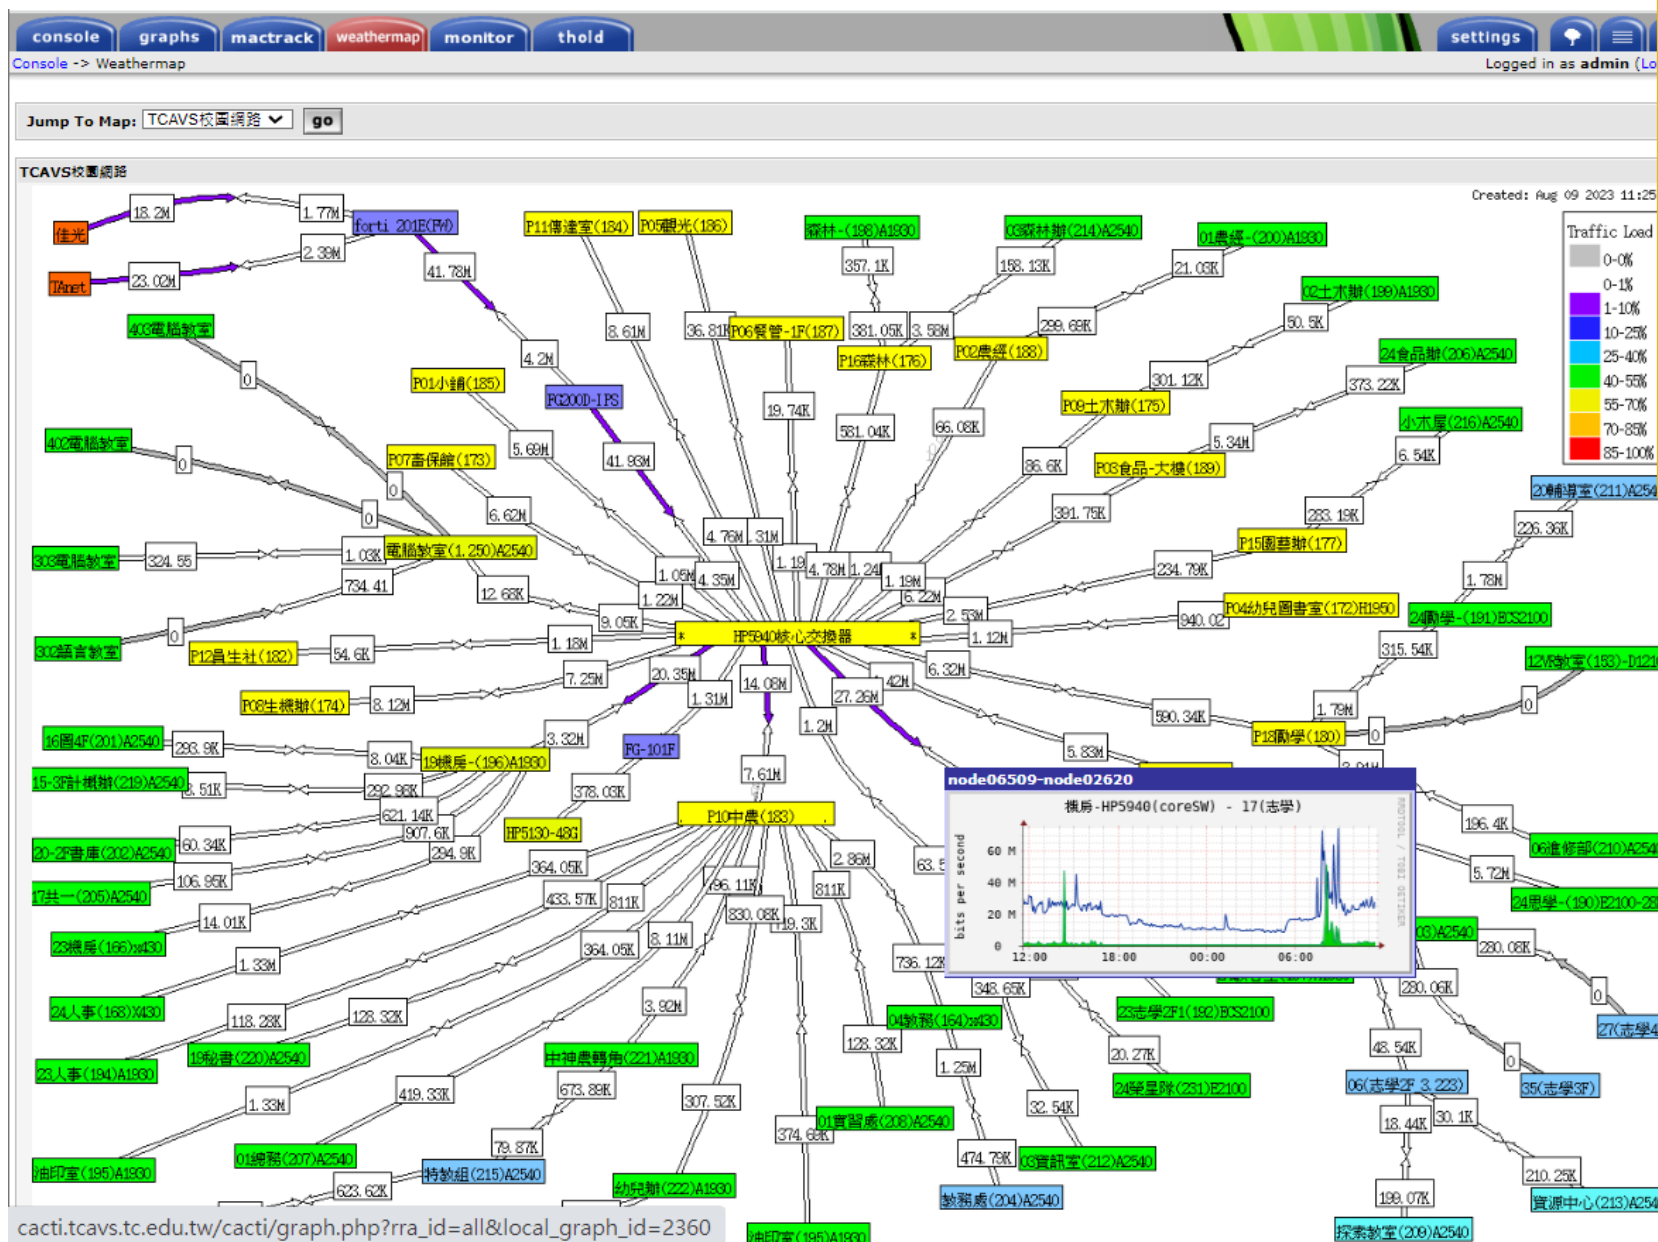 console graphs mactrack weathermap monitor thold settings
Console -> Weathermap
Logged in as admin (Lo
Jump To Map: TCAVS校園網路 go
TCAVS校園網路
Created: Aug 09 2023 11:25
Traffic Load
0-0%
0-1%
1-10%
10-25%
25-40%
40-55%
55-70%
70-85%
85-100%
佳光
18.2M
1.77M
forti 201E(FW)
TAnet
23.02M
2.39M
41.78M
4.2M
FG200D-IPS
41.93M
P11傳達室(184)
8.61M
4.76M
P05觀光(186)
36.81K
.31M
P06餐管-1F(187)
19.74K
1.19
森林-(198)A1930
357.1K
381.05K
P16森林(176)
581.04K
4.78M
03森林辦(214)A2540
158.13K
3.58M
01農經-(200)A1930
21.03K
299.69K
P02農經(188)
66.08K
1.24
02土木辦(199)A1930
50.5K
301.12K
P09土木辦(175)
86.6K
1.19M
24食品辦(206)A2540
373.22K
5.34M
P03食品-大樓(189)
391.75K
6.22M
小木屋(216)A2540
6.54K
283.19K
P15園藝辦(177)
234.79K
2.53M
20輔導室(211)A254
226.36K
1.78M
P04幼兒圖書室(172)H1950
940.02
1.12M
24勵學-(191)ECS2100
315.54K
1.79M
12VR教室(153)-D121
0
0
P18勵學(180)
590.34K
6.32M
403電腦教室
0
0
402電腦教室
0
0
303電腦教室
324.55
1.03K
電腦教室(1.250)A2540
734.41
0
302語言教室
12.68K
9.05K
P01小舖(185)
5.69M
1.05M
4.35M
P07畜保館(173)
6.62M
1.22M
HP5940核心交換器
P12員生社(182)
54.6K
1.18M
P08生機辦(174)
8.12M
7.25M
20.35M
3.32M
1.31M
FG-101F
378.03K
HP5130-48G
14.08M
7.61M
P10中農(183)
1.2M
63.5
27.26M
.42M
5.83M
16圖4F(201)A2540
293.9K
8.04K
19機房-(196)A1930
15-3F計概辦(219)A2540
3.51K
292.98K
20-2F書庫(202)A2540
60.34K
621.14K
17共一(205)A2540
106.95K
907.6K
23機房(166)x430
14.01K
294.9K
24人事(168)X430
1.33M
364.05K
23人事(194)A1930
118.28K
433.57K
19秘書(220)A2540
128.32K
811K
油印室(195)A1930
1.33M
364.05K
01總務(207)A2540
419.33K
8.11M
中神農轉角(221)A1930
3.92M
796.11K
673.89K
79.87K
特教組(215)A2540
623.62K
幼兒辦(222)A1930
307.52K
830.08K
油印室(195)A1930
374.69K
419.3K
01實習處(208)A2540
128.32K
811K
2.86M
04教務(164)x430
736.12K
1.25M
474.79K
教務處(204)A2540
348.65K
32.54K
03資訊室(212)A2540
23志學2F1(192)ECS2100
20.27K
24榮星隊(231)E2100
node06509-node02620
機房-HP5940(coreSW) - 17(志學)
bits per second
60 M
40 M
20 M
0
12:00 18:00 00:00 06:00
RRDTOOL / TOBI OETIKER
196.4K
06進修部(210)A254
5.72M
24思學-(190)E2100-28
03)A2540
280.08K
0
27(志學4
280.06K
0
35(志學3F)
48.54K
06(志學2F_3.223)
18.44K
30.1K
199.07K
210.25K
資源中心(213)A254
探索教室(209)A2540
cacti.tcavs.tc.edu.tw/cacti/graph.php?rra_id=all&local_graph_id=2360